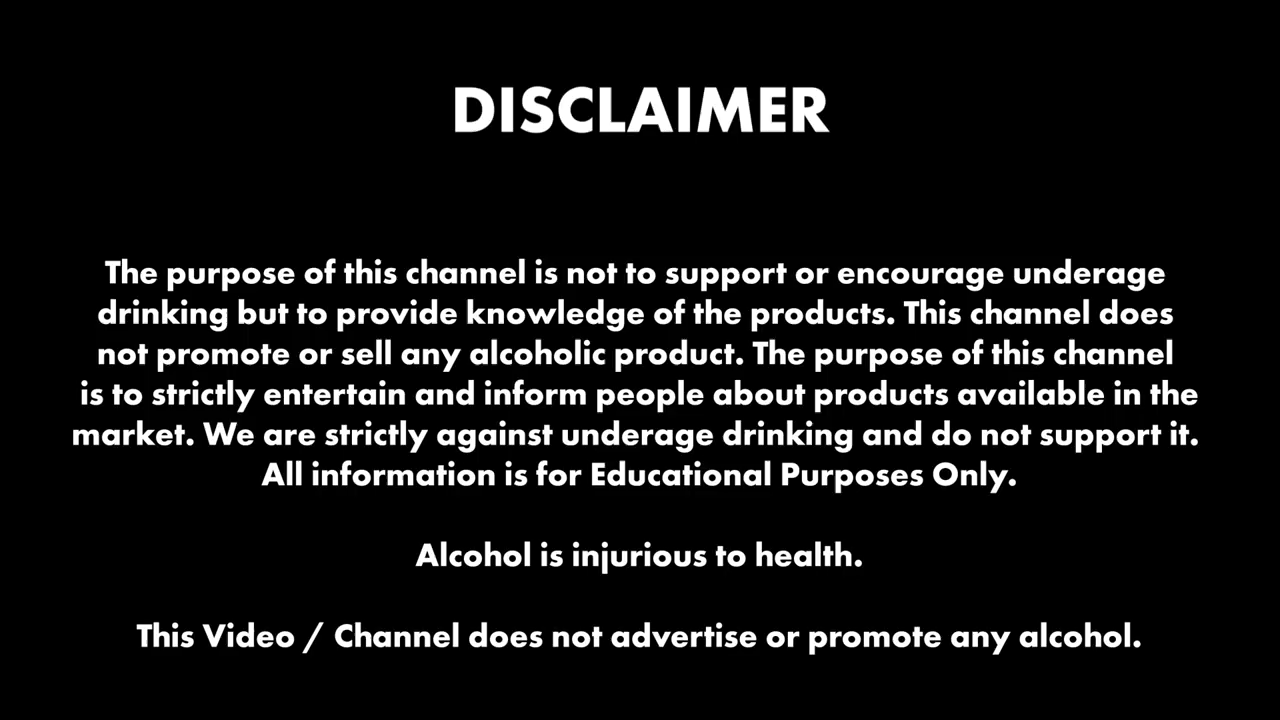 DISCLAIMER
The purpose of this channel is not to support or encourage underage
drinking but to provide knowledge of the products. This channel does
not promote or sell any alcoholic product. The purpose of this channel
is to strictly entertain and inform people about products available in the
market. We are strictly against underage drinking and do not support it.
All information is for Educational Purposes Only.
Alcohol is injurious to health.
This Video / Channel does not advertise or promote any alcohol.